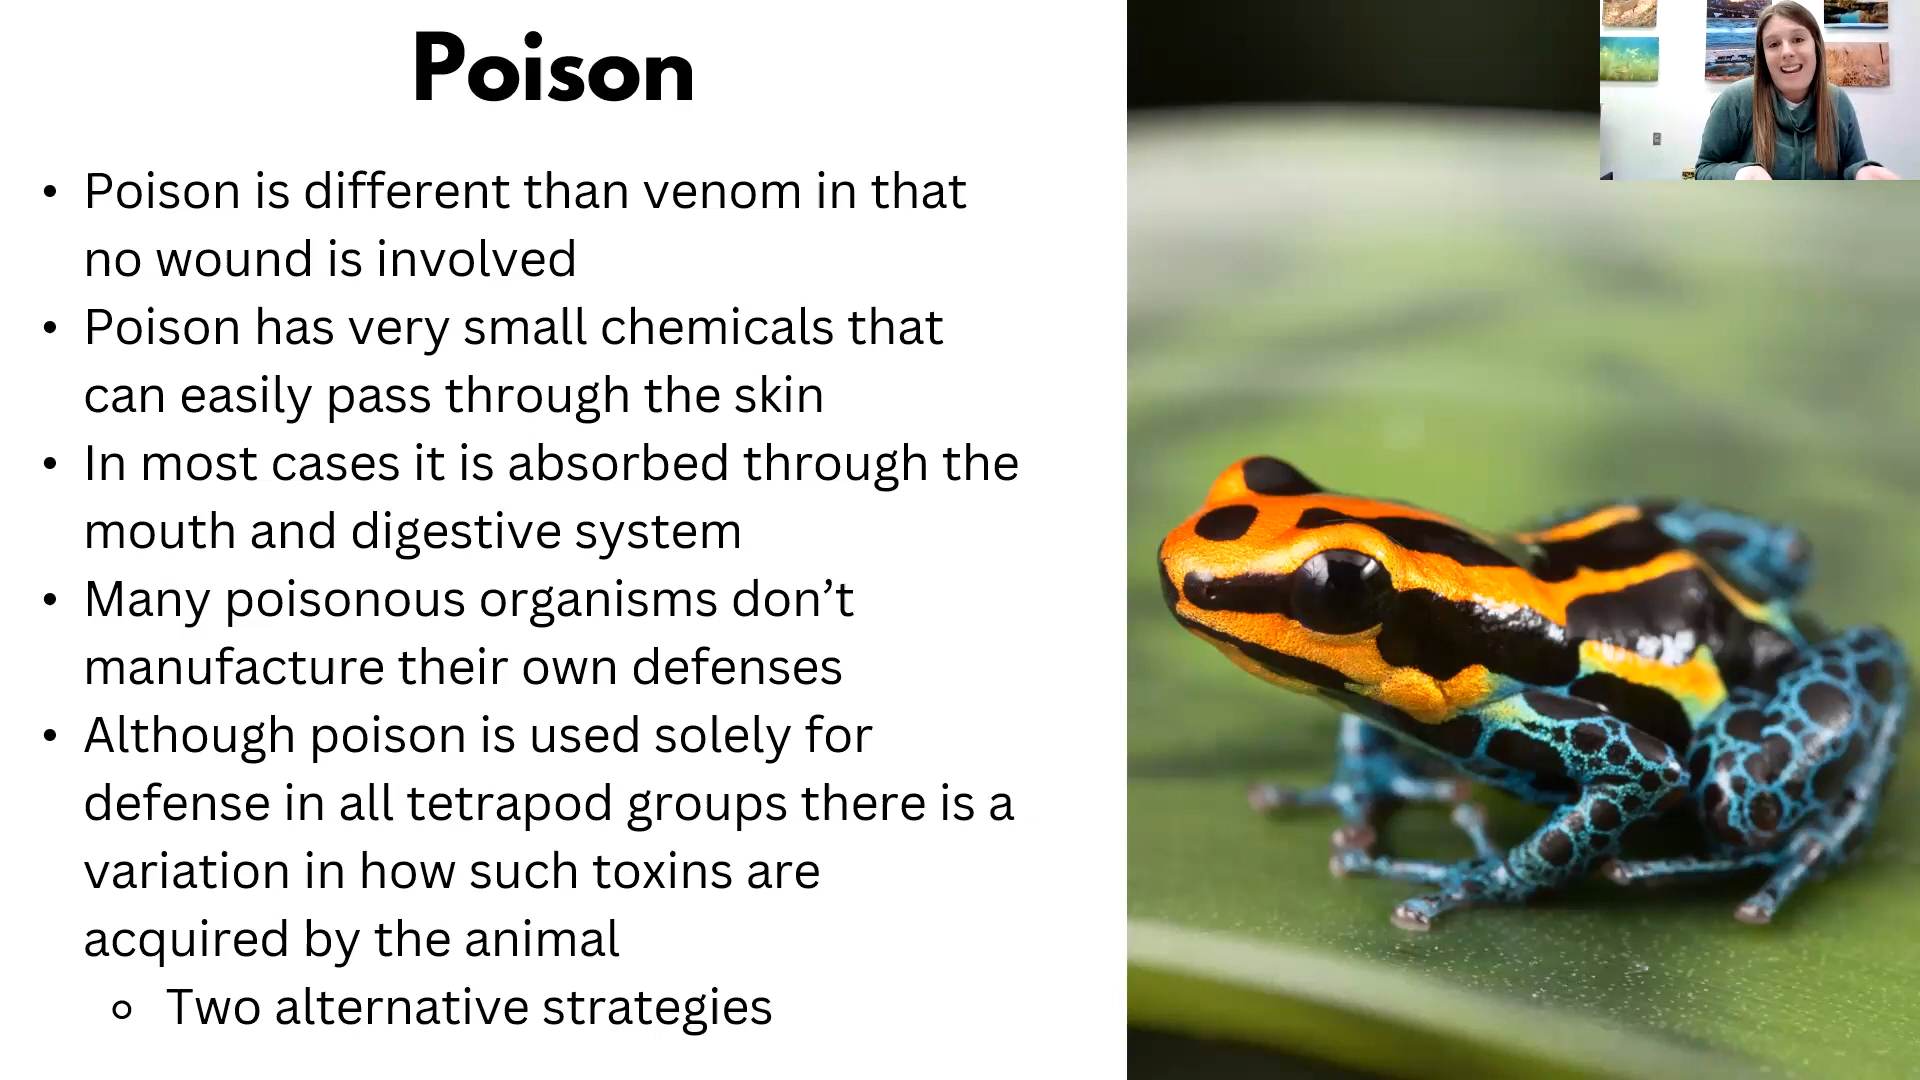 Poison
• Poison is different than venom in that
no wound is involved
• Poison has very small chemicals that
can easily pass through the skin
• In most cases it is absorbed through the
mouth and digestive system
• Many poisonous organisms don’t
manufacture their own defenses
• Although poison is used solely for
defense in all tetrapod groups there is a
variation in how such toxins are
acquired by the animal
◦ Two alternative strategies